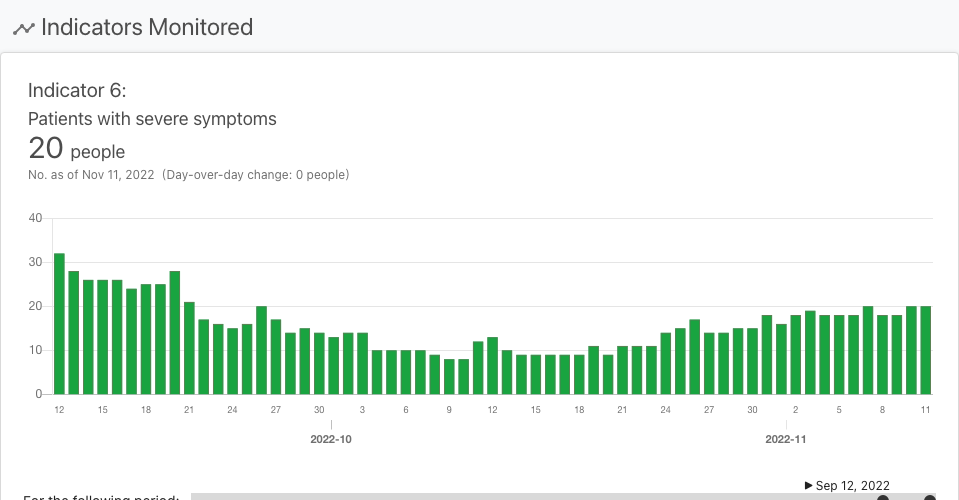 Indicators Monitored
Indicator 6:
Patients with severe symptoms
20 people
No. as of Nov 11, 2022 (Day-over-day change: 0 people)
40
30
20
10
0
12 15 18 21 24 27 30 3 6 9 12 15 18 21 24 27 30 2 5 8 11
2022-10 2022-11
▶ Sep 12, 2022
For the following period: